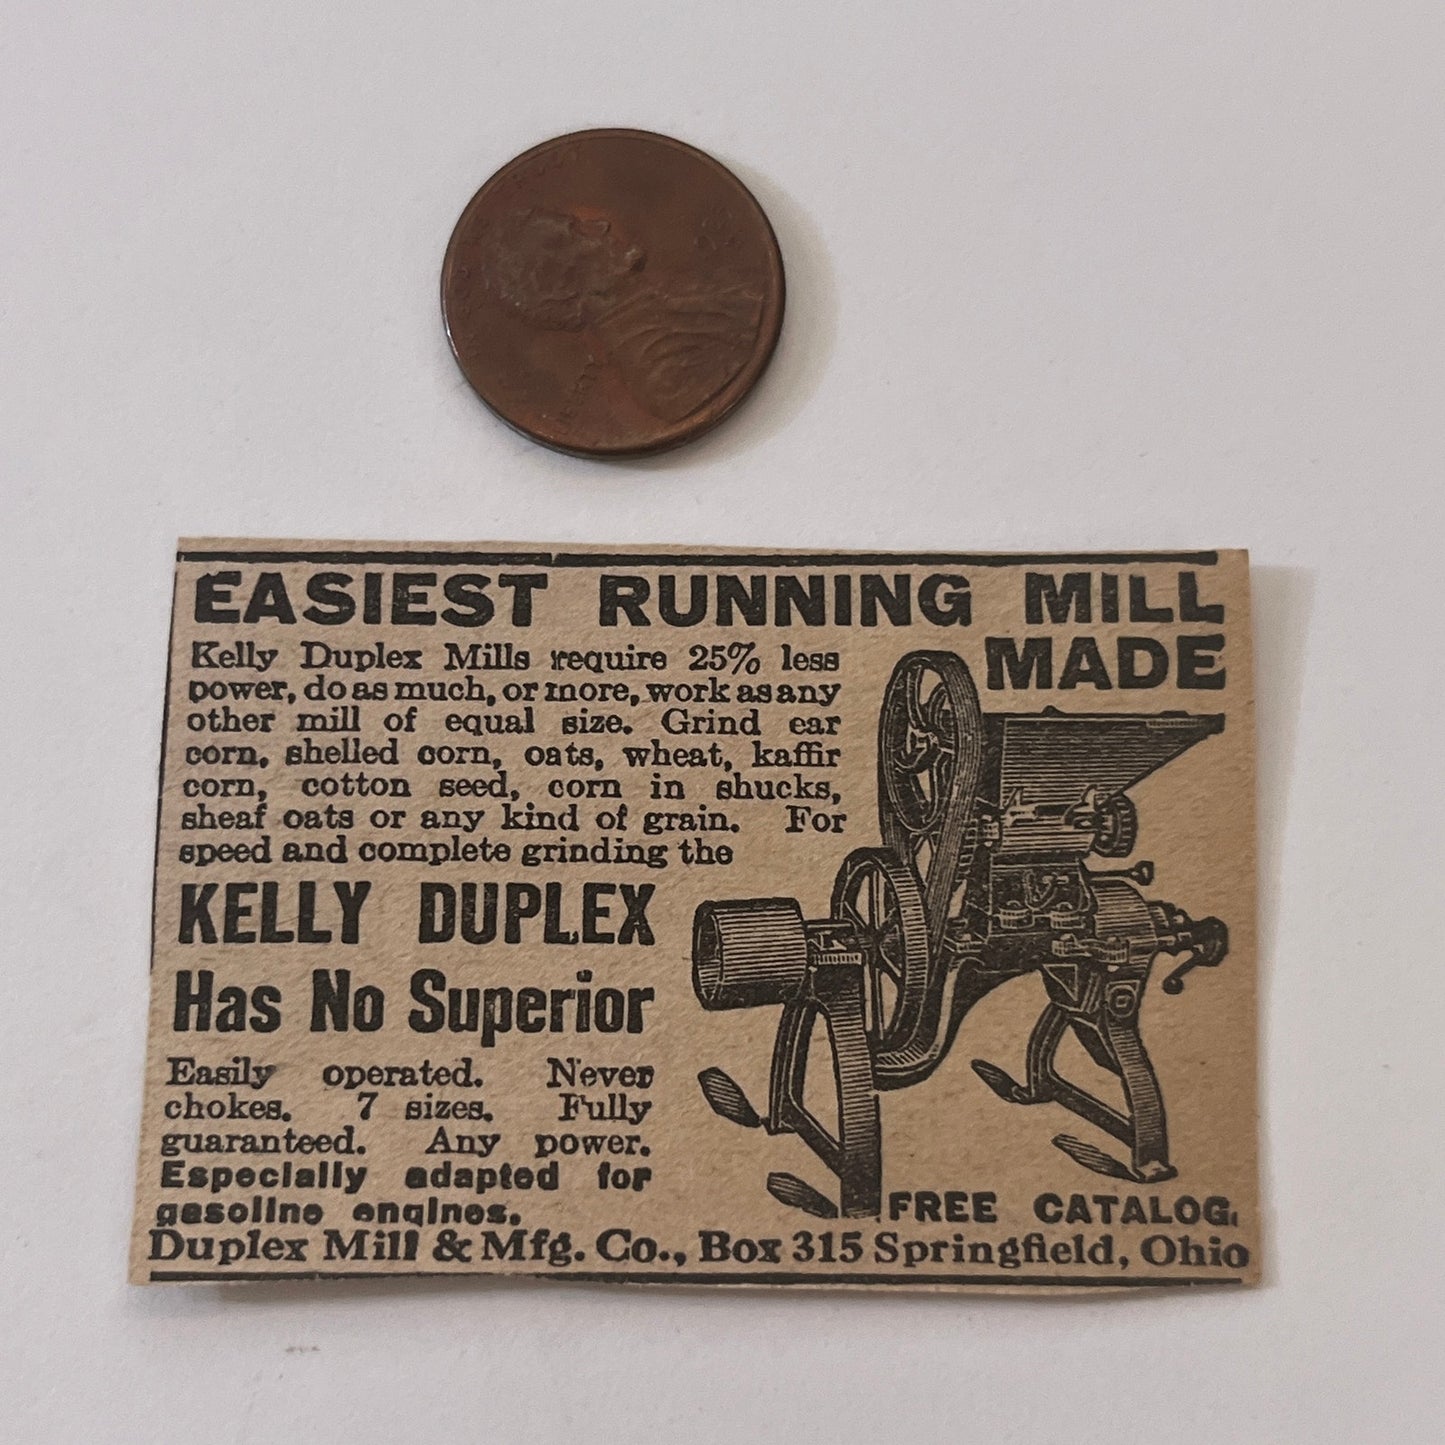 EASIEST RUNNING MILL
MADE
Kelly Duplex Mills require 25% less
power, do as much, or more, work as any
other mill of equal size. Grind ear
corn, shelled corn, oats, wheat, kaffir
corn, cotton seed, corn in shucks,
sheaf oats or any kind of grain. For
speed and complete grinding the
KELLY DUPLEX
Has No Superior
Easily operated. Never
chokes. 7 sizes. Fully
guaranteed. Any power.
Especially adapted for
gasoline engines.
FREE CATALOG.
Duplex Mill & Mfg. Co., Box 315 Springfield, Ohio